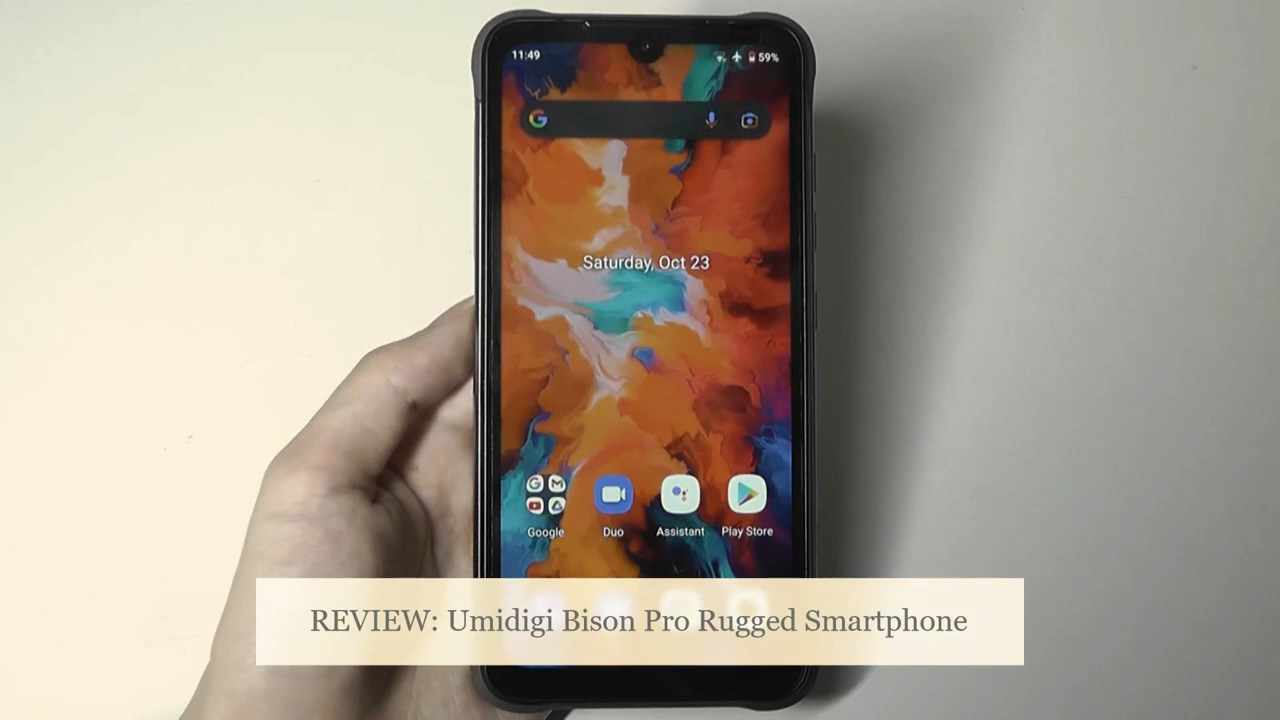 11:49
59%
Saturday, Oct 23
Google
Duo
Assistant
Play Store
REVIEW: Umidigi Bison Pro Rugged Smartphone